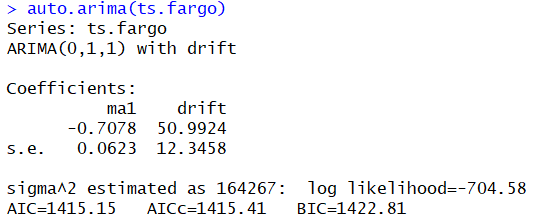 > auto.arima(ts.fargo)
Series: ts.fargo
ARIMA(0,1,1) with drift
Coefficients:
ma1 drift
-0.7078 50.9924
s.e. 0.0623 12.3458
sigma^2 estimated as 164267: log likelihood=-704.58
AIC=1415.15 AICc=1415.41 BIC=1422.81